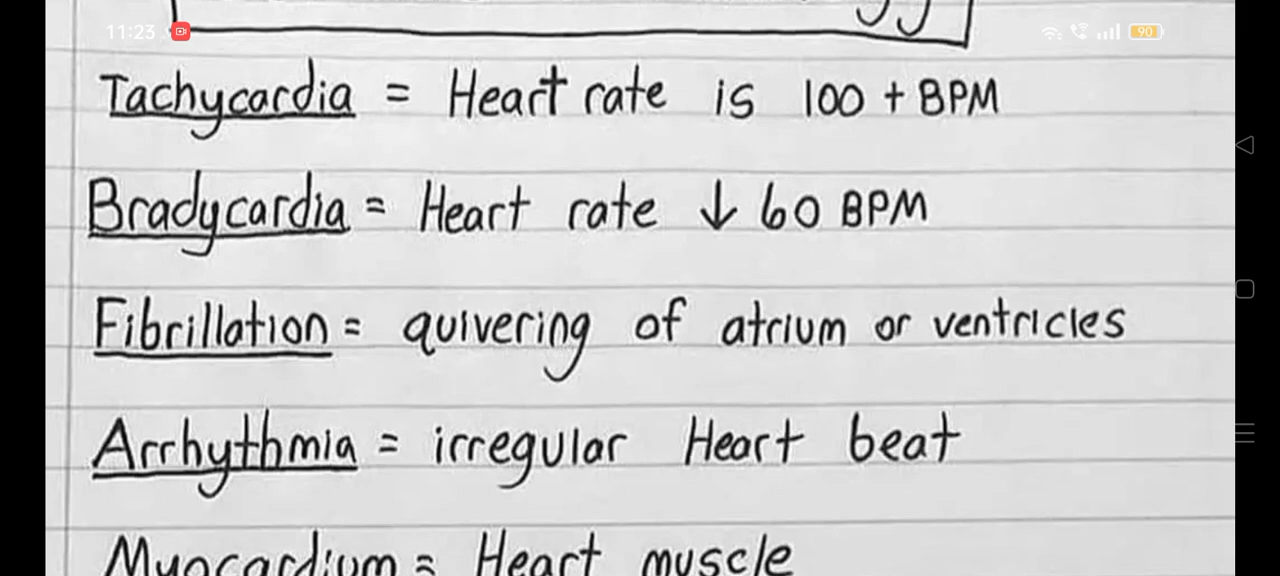 11:23
90
Tachycardia = Heart rate is 100 + BPM
Bradycardia = Heart rate ↓ 60 BPM
Fibrillation = quivering of atrium or ventricles
Arrhythmia = irregular Heart beat
Myocardium = Heart muscle